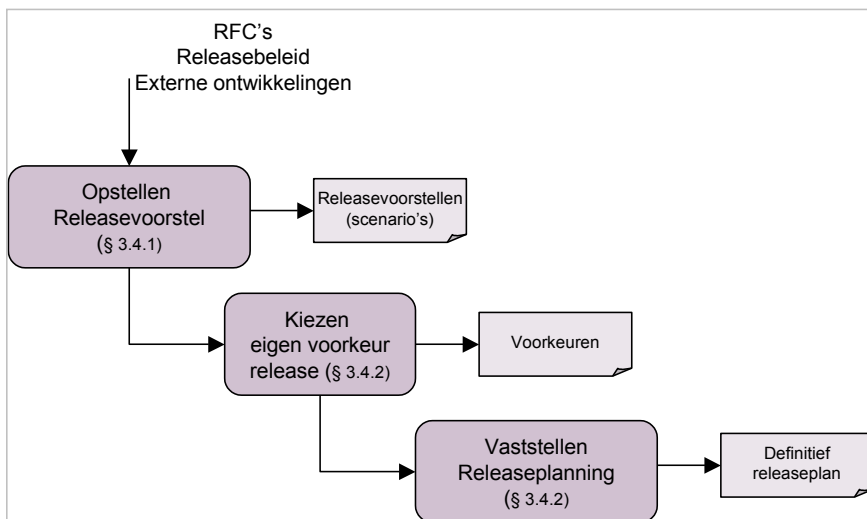 RFC's
Releasebeleid
Externe ontwikkelingen
Opstellen
Releasevoorstel
(§ 3.4.1)
Releasevoorstellen
(scenario's)
Kiezen
eigen voorkeur
release (§ 3.4.2)
Voorkeuren
Vaststellen
Releaseplanning
(§ 3.4.2)
Definitief
releaseplan